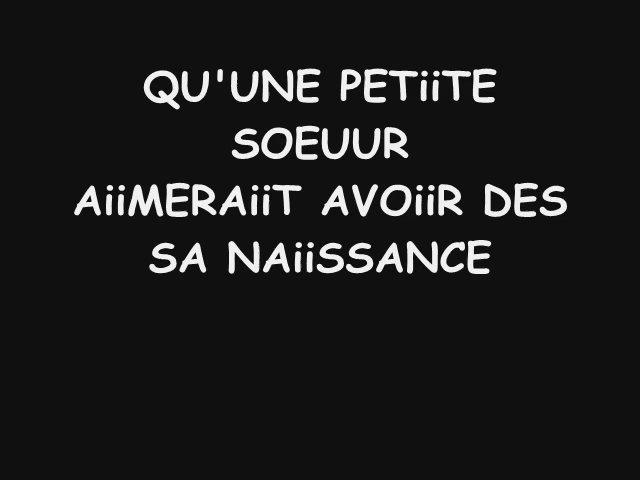 QU'UNE PETiiTE
SOEUUR
AiiMERAiiT AVOiiR DES
SA NAiiSSANCE